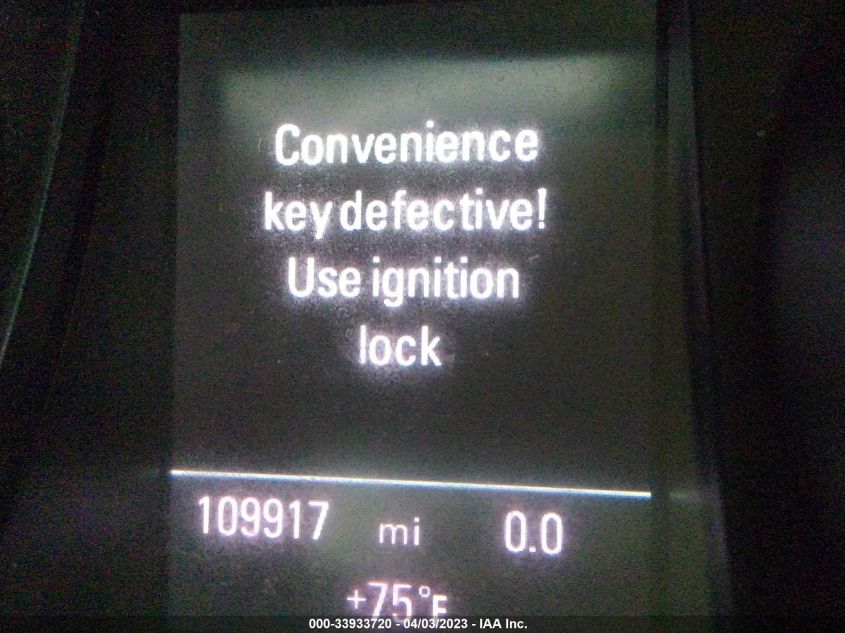 Convenience
key defective!
Use ignition
lock
109917 mi 0.0
+75°F
000-33933720 - 04/03/2023 - IAA Inc.